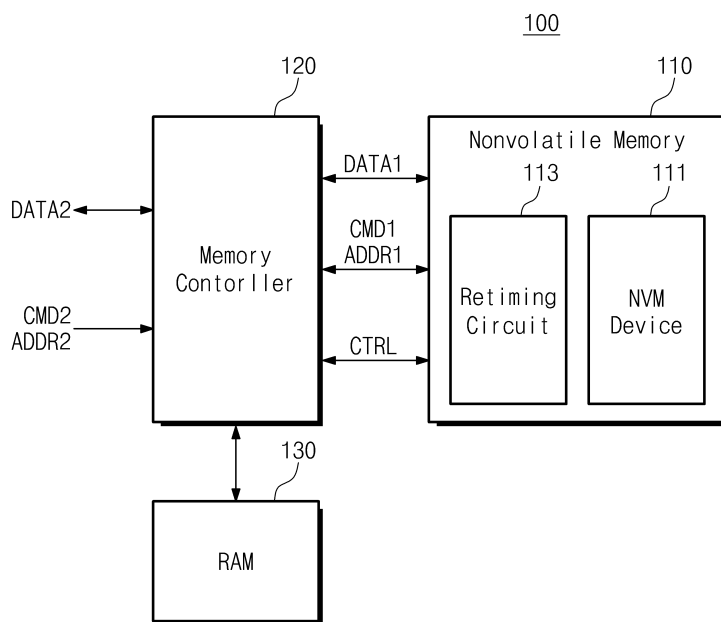 100
120
110
Nonvolatile Memory
DATA1
113
111
DATA2
CMD1
ADDR1
Memory
Contorller
Retiming
Circuit
NVM
Device
CMD2
ADDR2
CTRL
130
RAM